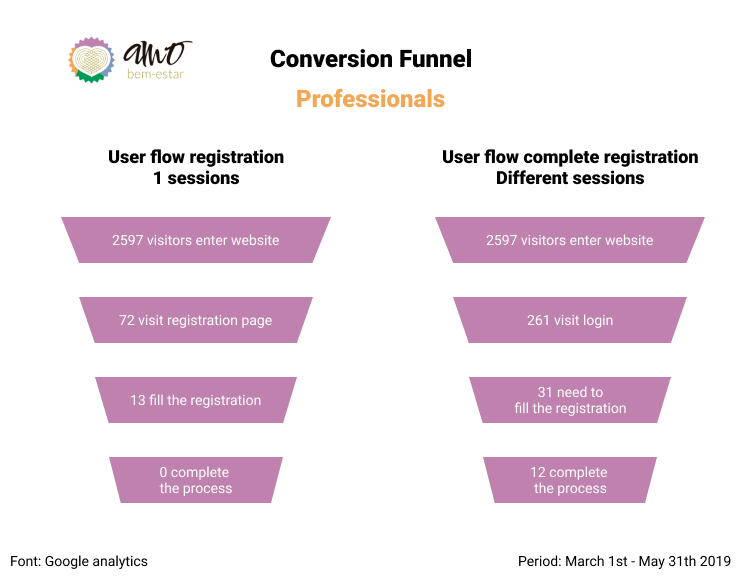 amo
bem-estar
Conversion Funnel
Professionals
User flow registration
1 sessions
2597 visitors enter website
72 visit registration page
13 fill the registration
0 complete
the process
User flow complete registration
Different sessions
2597 visitors enter website
261 visit login
31 need to
fill the registration
12 complete
the process
Font: Google analytics
Period: March 1st - May 31th 2019